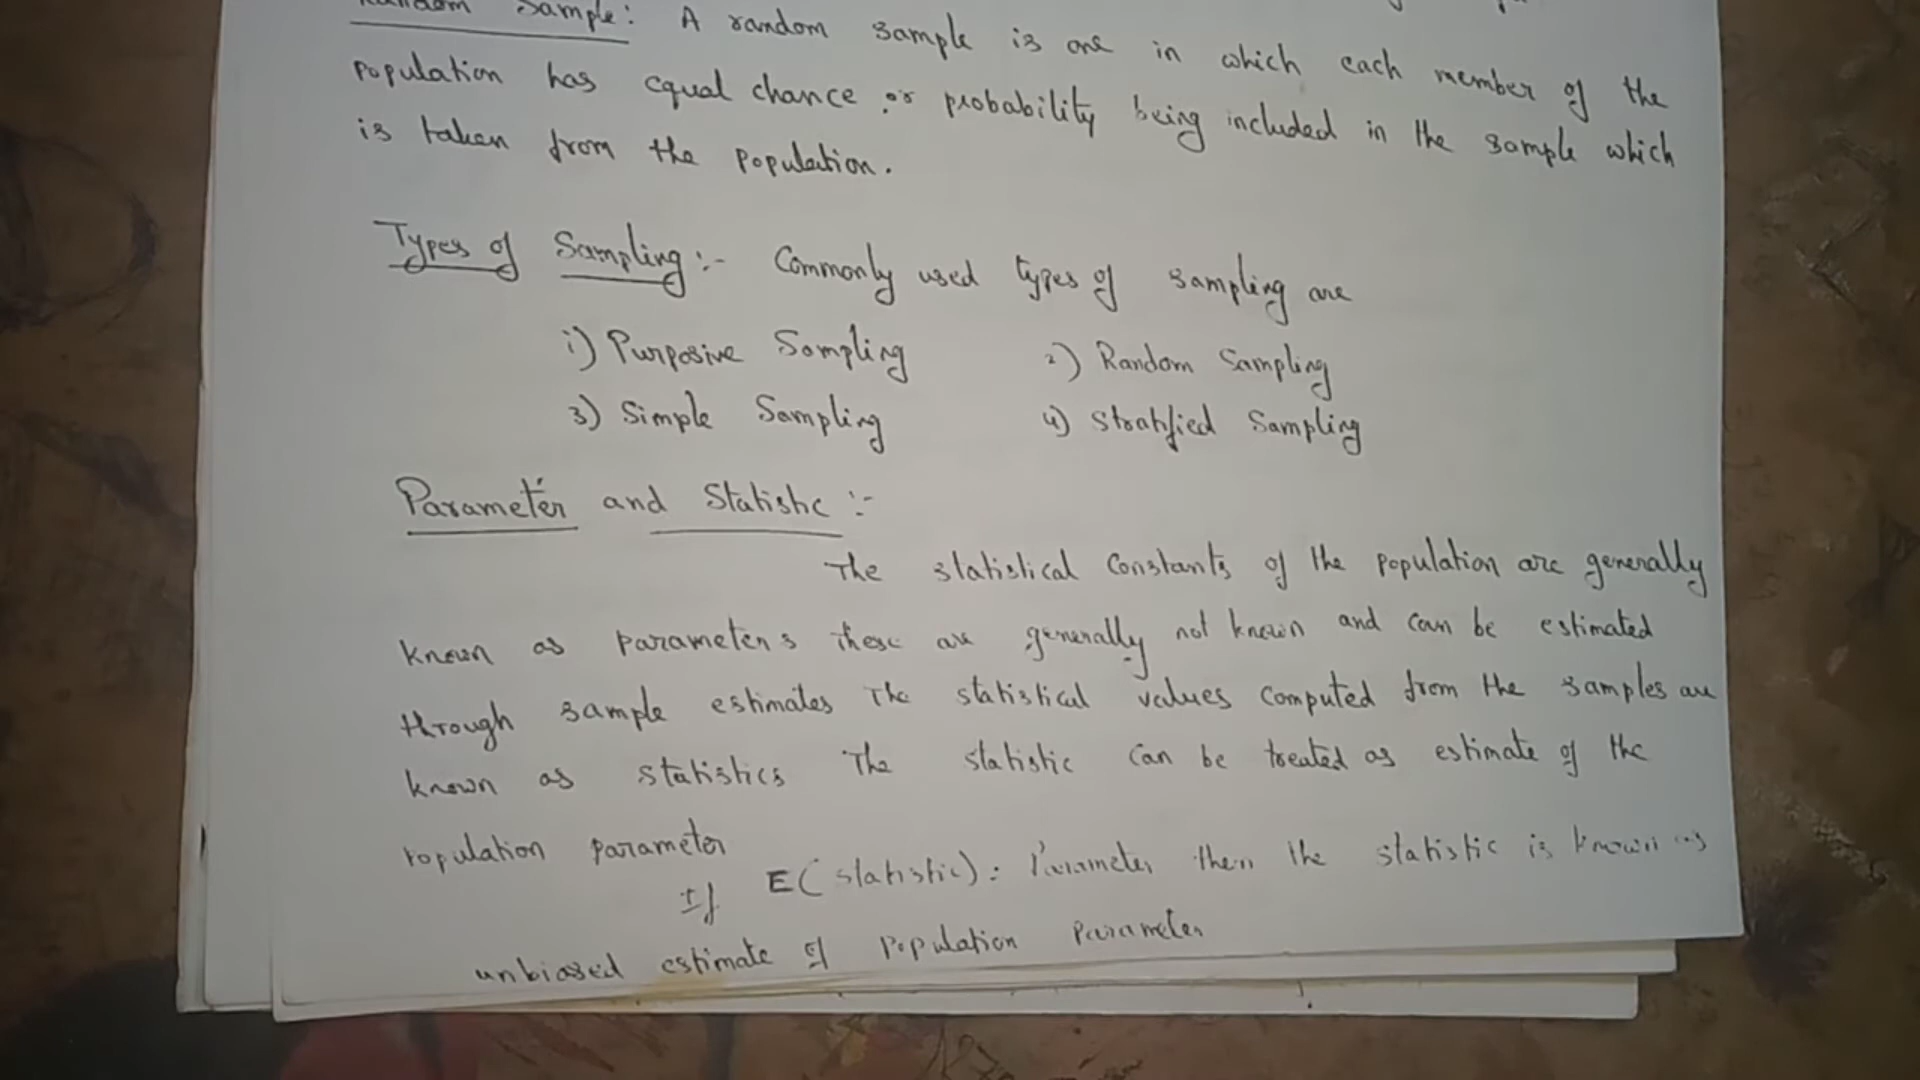 Random Sample: A random sample is one in which each member of the
population has equal chance or probability being included in the sample which
is taken from the population.
Types of Sampling:- Commonly used types of sampling are
1) Purposive Sampling 2) Random Sampling
3) Simple Sampling 4) Stratified Sampling
Parameter and Statistic :-
The statistical Constants of the population are generally
known as parameters these are generally not known and can be estimated
through sample estimates The statistical values computed from the samples are
known as statistics The statistic can be treated as estimate of the
population parameter
If E(statistic) = Parameter then the statistic is known as
unbiased estimate of population parameter